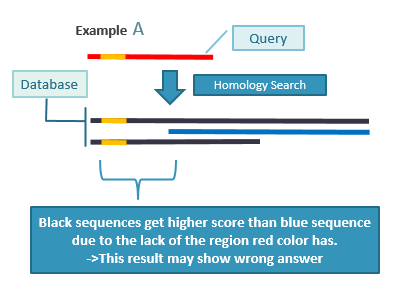 Example A
Query
Homology Search
Database
Black sequences get higher score than blue sequence
due to the lack of the region red color has.
->This result may show wrong answer